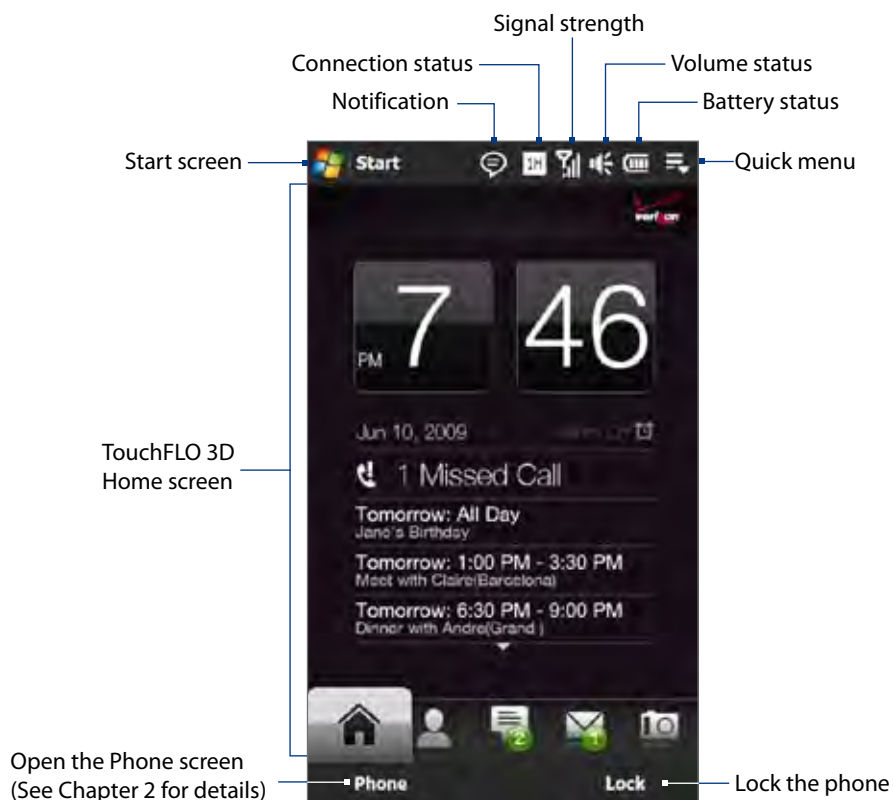 Signal strength
Connection status
Volume status
Notification
Battery status
Start screen
Start
1H
Quick menu
verizon
7
46
PM
Jun 10, 2009
TouchFLO 3D
Home screen
1 Missed Call
Tomorrow: All Day
Jane's Birthday
Tomorrow: 1:00 PM - 3:30 PM
Meet with Claire(Barcelona)
Tomorrow: 6:30 PM - 9:00 PM
Dinner with Andre(Grand )
2
1
Open the Phone screen
(See Chapter 2 for details)
Phone
Lock
Lock the phone